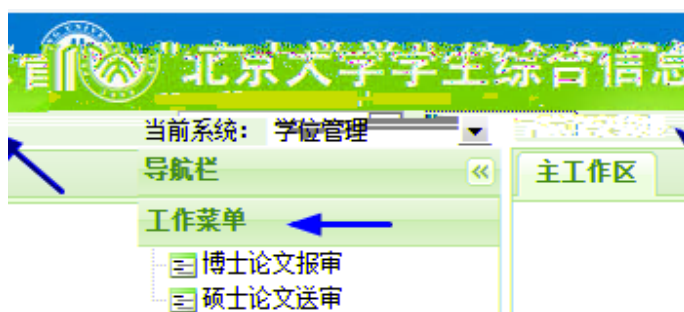 北京大学学生综合信息
当前系统： 学位管理
导航栏
主工作区
工作菜单
博士论文报审
硕士论文送审